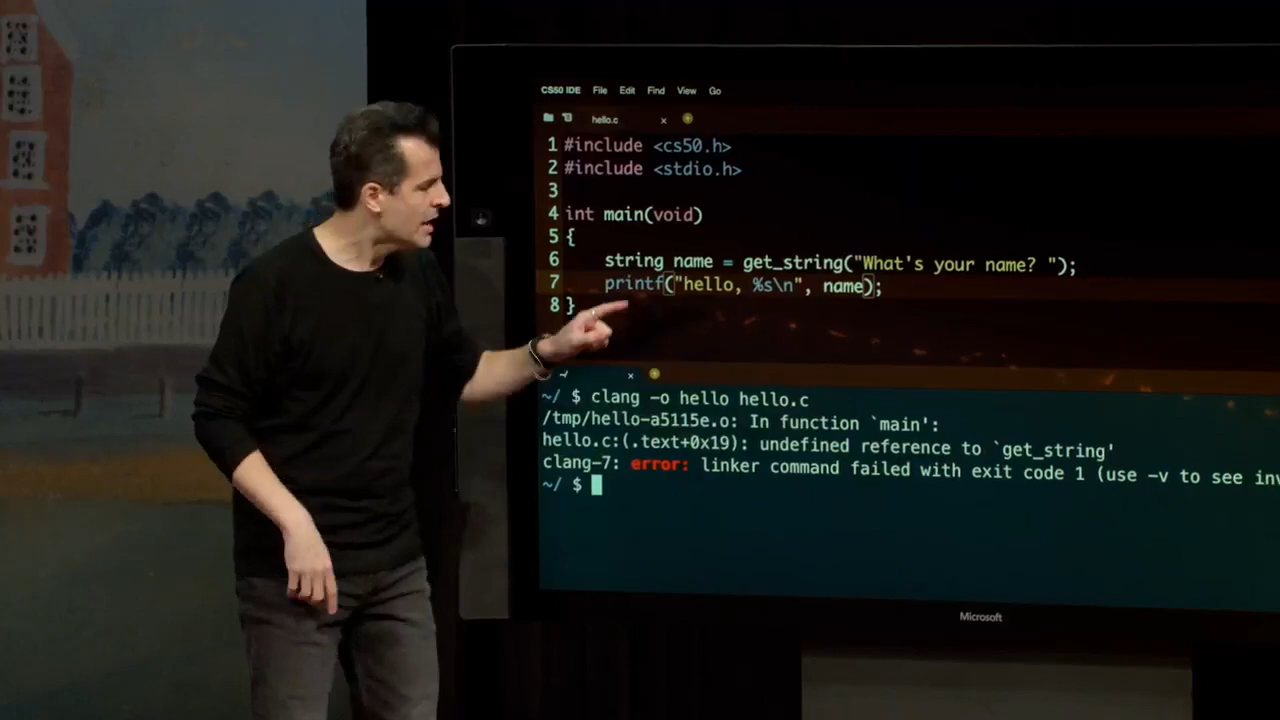 CS50 IDE File Edit Find View Go
hello.c
1 #include <cs50.h>
2 #include <stdio.h>
3
4 int main(void)
5 {
6 string name = get_string("What's your name? ");
7 printf("hello, %s\n", name);
8 }
~/ $ clang -o hello hello.c
/tmp/hello-a5115e.o: In function `main':
hello.c:(.text+0x19): undefined reference to `get_string'
clang-7: error: linker command failed with exit code 1 (use -v to see inv
~/ $
Microsoft